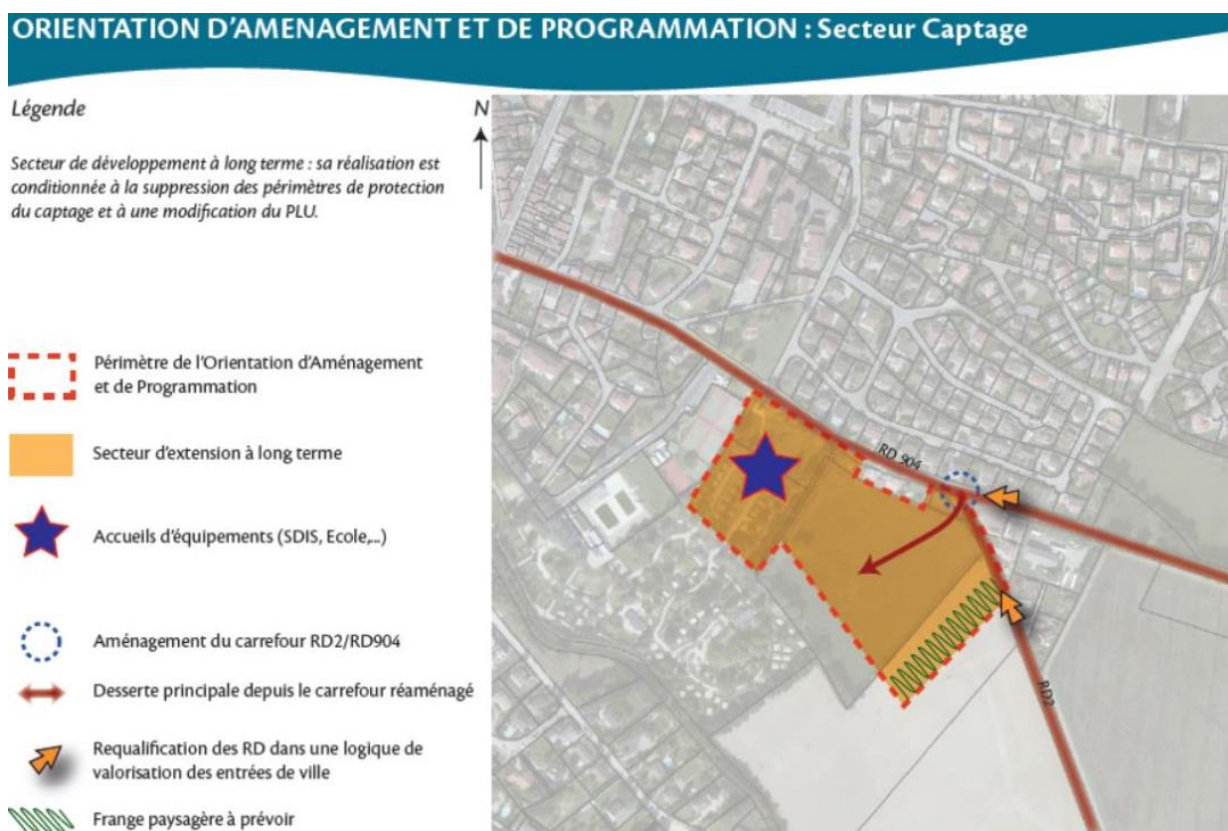 ORIENTATION D'AMENAGEMENT ET DE PROGRAMMATION : Secteur Captage
Légende
N
Secteur de développement à long terme : sa réalisation est
conditionnée à la suppression des périmètres de protection
du captage et à une modification du PLU.
Périmètre de l'Orientation d'Aménagement
et de Programmation
Secteur d'extension à long terme
Accueils d'équipements (SDIS, Ecole,...)
Aménagement du carrefour RD2/RD904
Desserte principale depuis le carrefour réaménagé
Requalification des RD dans une logique de
valorisation des entrées de ville
Frange paysagère à prévoir
RD 904
RD2